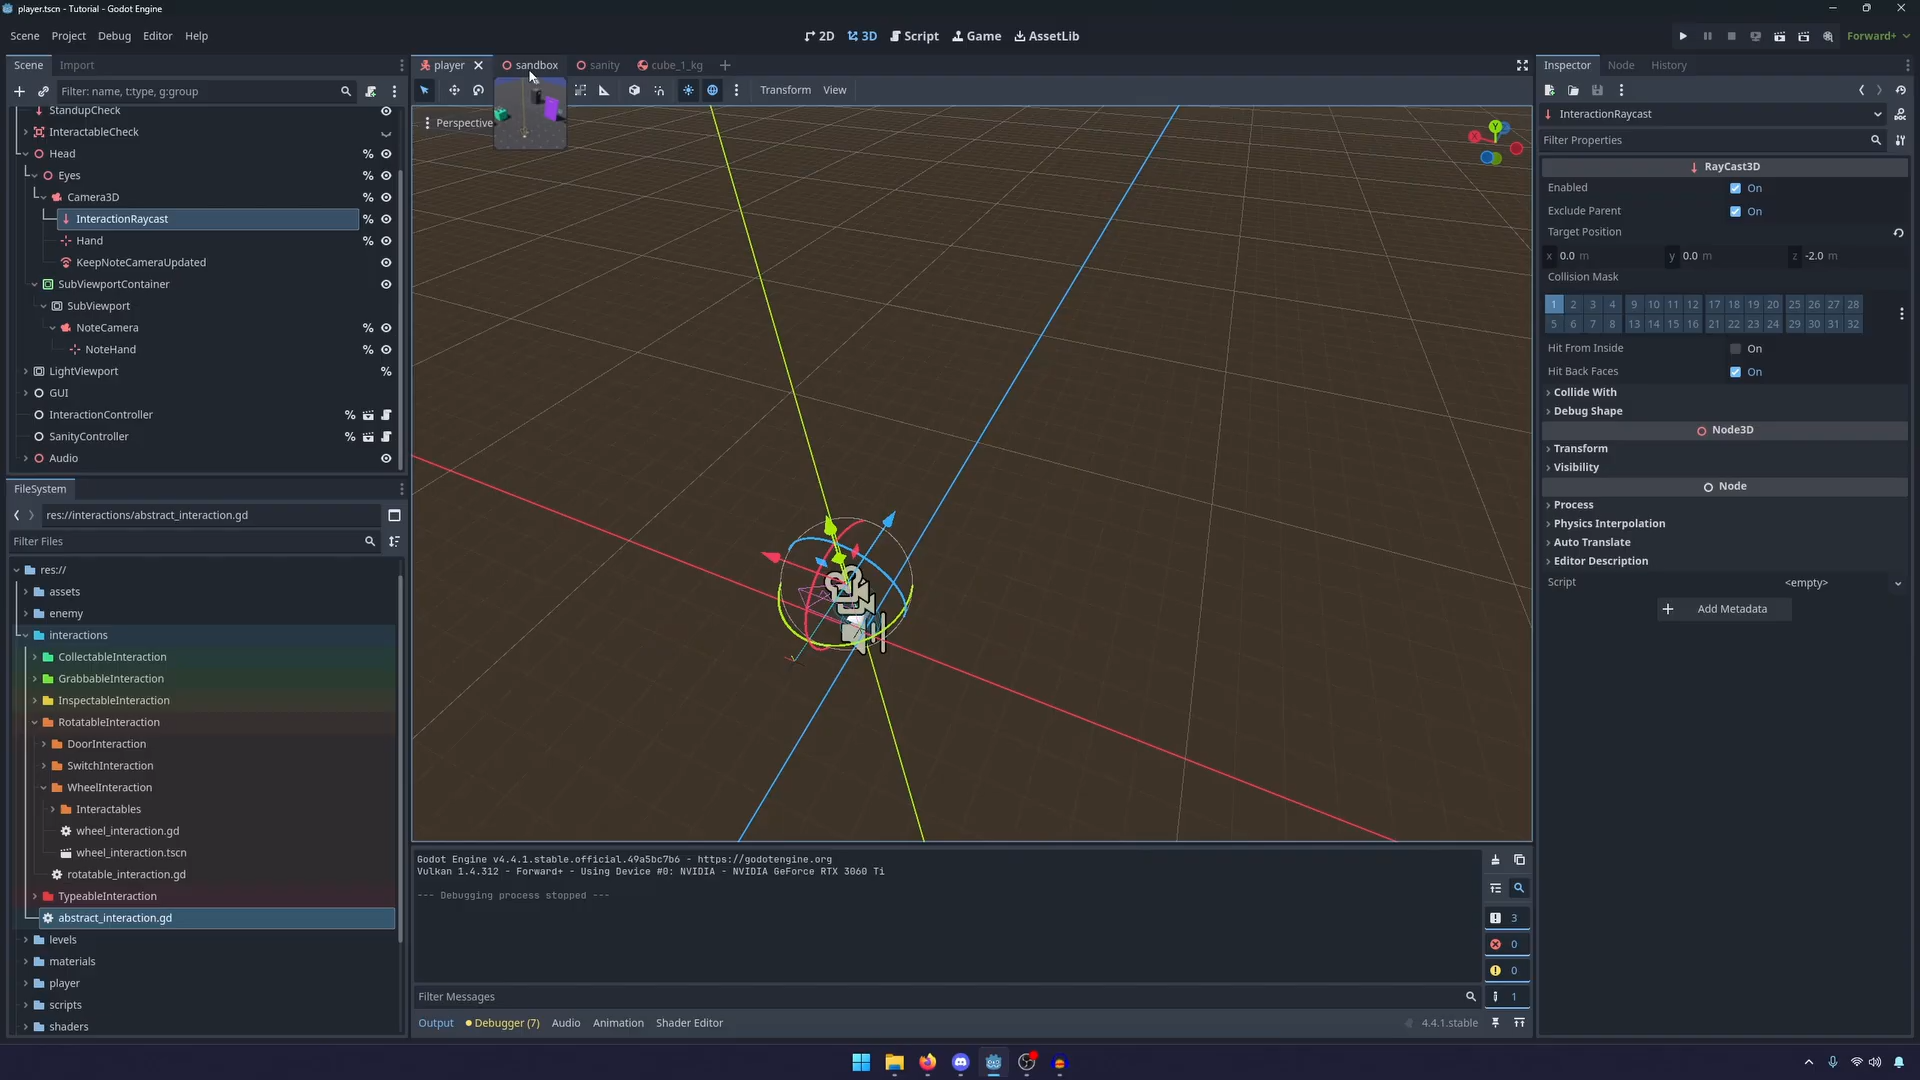 player.tscn - Tutorial - Godot Engine
Scene Project Debug Editor Help
2D 3D Script Game AssetLib
Forward+
Scene Import
Filter: name, t:type, g:group
StandupCheck
InteractableCheck
Head
Eyes
Camera3D
InteractionRaycast
Hand
KeepNoteCameraUpdated
SubViewportContainer
SubViewport
NoteCamera
NoteHand
LightViewport
GUI
InteractionController
SanityController
Audio
FileSystem
res://interactions/abstract_interaction.gd
Filter Files
res://
assets
enemy
interactions
CollectableInteraction
GrabbableInteraction
InspectableInteraction
RotatableInteraction
DoorInteraction
SwitchInteraction
WheelInteraction
Interactables
wheel_interaction.gd
wheel_interaction.tscn
rotatable_interaction.gd
TypeableInteraction
abstract_interaction.gd
levels
materials
player
scripts
shaders
player sandbox sanity cube_1_kg
Transform View
Perspective
Y
Godot Engine v4.4.1.stable.official.49a5bc7b6 - https://godotengine.org
Vulkan 1.4.312 - Forward+ - Using Device #0: NVIDIA - NVIDIA GeForce RTX 3060 Ti
--- Debugging process stopped ---
3
0
0
1
Filter Messages
Output Debugger (7) Audio Animation Shader Editor
4.4.1.stable
Inspector Node History
InteractionRaycast
Filter Properties
RayCast3D
Enabled On
Exclude Parent On
Target Position
x 0.0 m y 0.0 m z -2.0 m
Collision Mask
1 2 3 4 9 10 11 12 17 18 19 20 25 26 27 28
5 6 7 8 13 14 15 16 21 22 23 24 29 30 31 32
Hit From Inside On
Hit Back Faces On
Collide With
Debug Shape
Node3D
Transform
Visibility
Node
Process
Physics Interpolation
Auto Translate
Editor Description
Script <empty>
Add Metadata